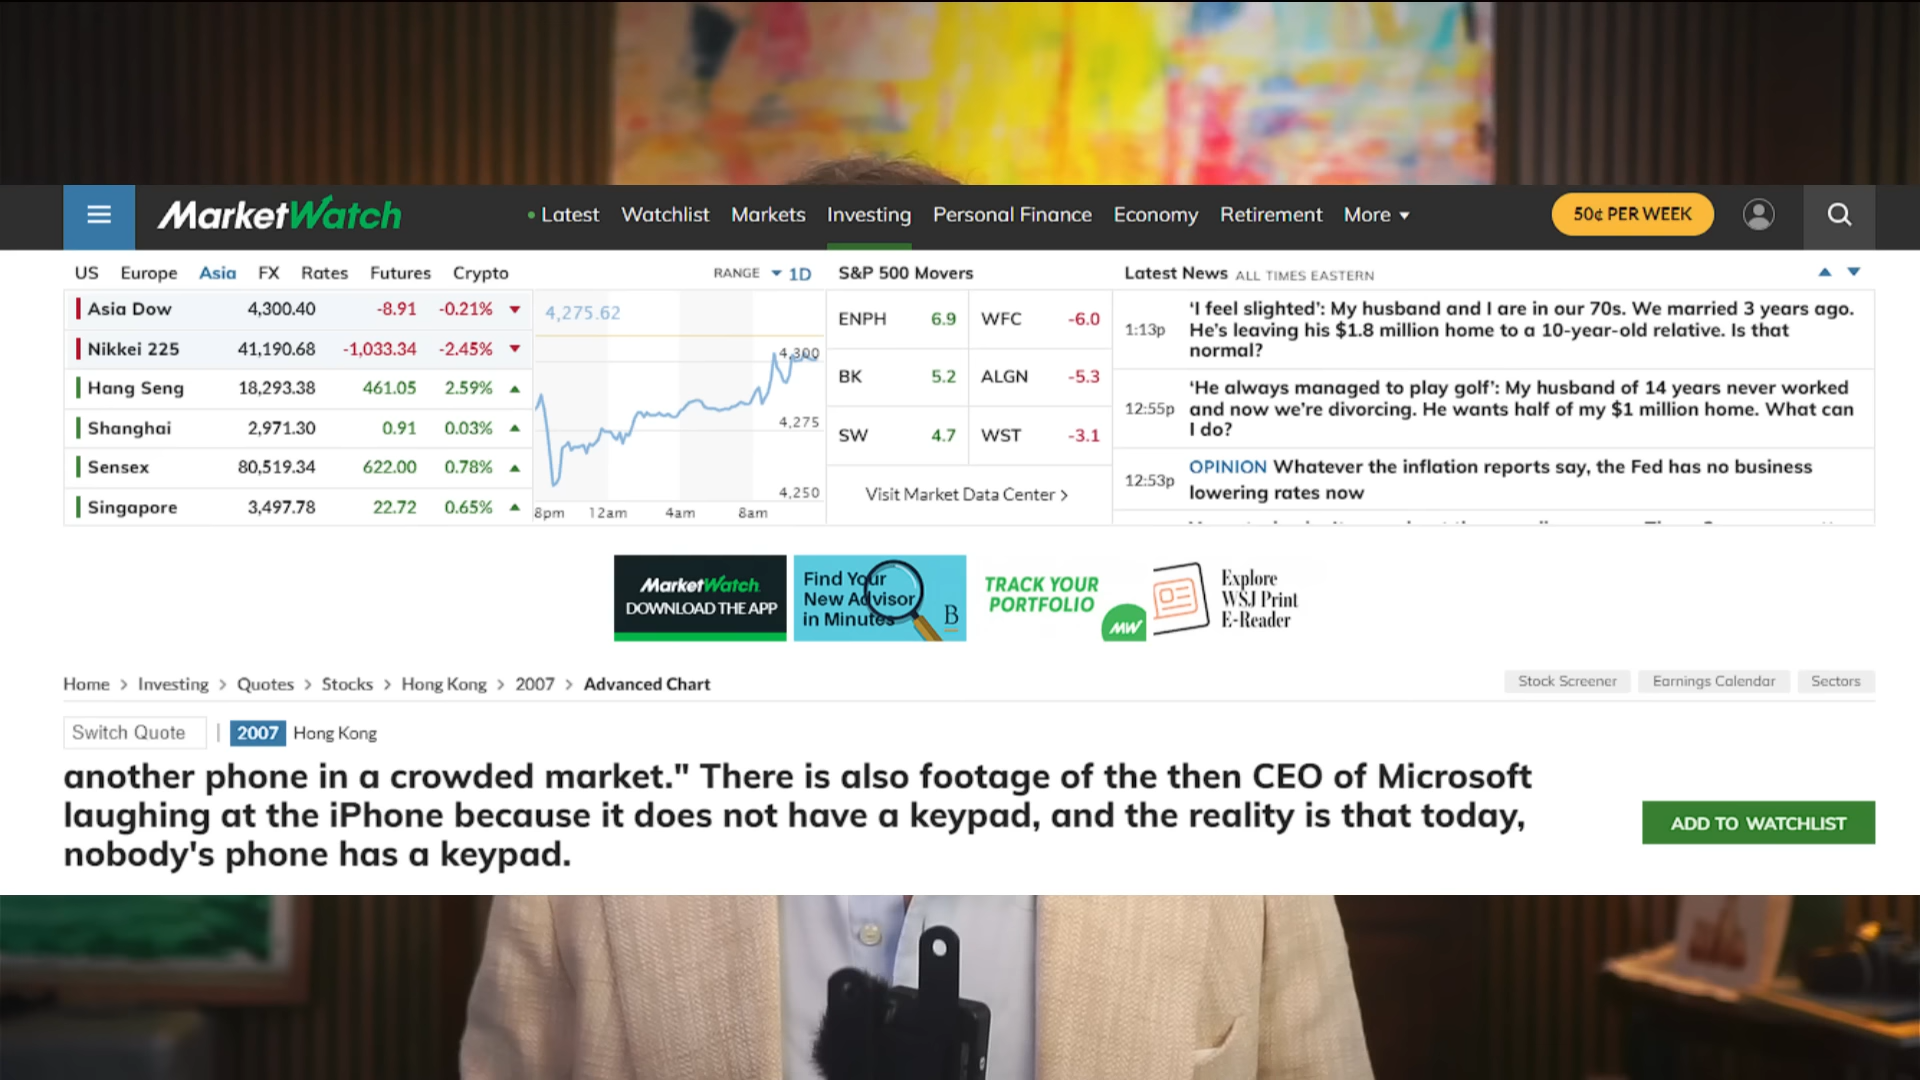 MarketWatch
• Latest Watchlist Markets Investing Personal Finance Economy Retirement More
50¢ PER WEEK
US Europe Asia FX Rates Futures Crypto
RANGE 1D
Asia Dow 4,300.40 -8.91 -0.21%
Nikkei 225 41,190.68 -1,033.34 -2.45%
Hang Seng 18,293.38 461.05 2.59%
Shanghai 2,971.30 0.91 0.03%
Sensex 80,519.34 622.00 0.78%
Singapore 3,497.78 22.72 0.65%
4,275.62
4,300
4,275
4,250
8pm 12am 4am 8am
S&P 500 Movers
ENPH 6.9 WFC -6.0
BK 5.2 ALGN -5.3
SW 4.7 WST -3.1
Visit Market Data Center >
Latest News ALL TIMES EASTERN
1:13p
‘I feel slighted’: My husband and I are in our 70s. We married 3 years ago.
He’s leaving his $1.8 million home to a 10-year-old relative. Is that
normal?
12:55p
‘He always managed to play golf’: My husband of 14 years never worked
and now we’re divorcing. He wants half of my $1 million home. What can
I do?
12:53p
OPINION Whatever the inflation reports say, the Fed has no business
lowering rates now
MarketWatch
DOWNLOAD THE APP
Find Your
New Advisor
in Minutes
B
TRACK YOUR
PORTFOLIO
MW
Explore
WSJ Print
E-Reader
Home > Investing > Quotes > Stocks > Hong Kong > 2007 > Advanced Chart
Stock Screener Earnings Calendar Sectors
Switch Quote | 2007 Hong Kong
another phone in a crowded market." There is also footage of the then CEO of Microsoft
laughing at the iPhone because it does not have a keypad, and the reality is that today,
nobody's phone has a keypad.
ADD TO WATCHLIST